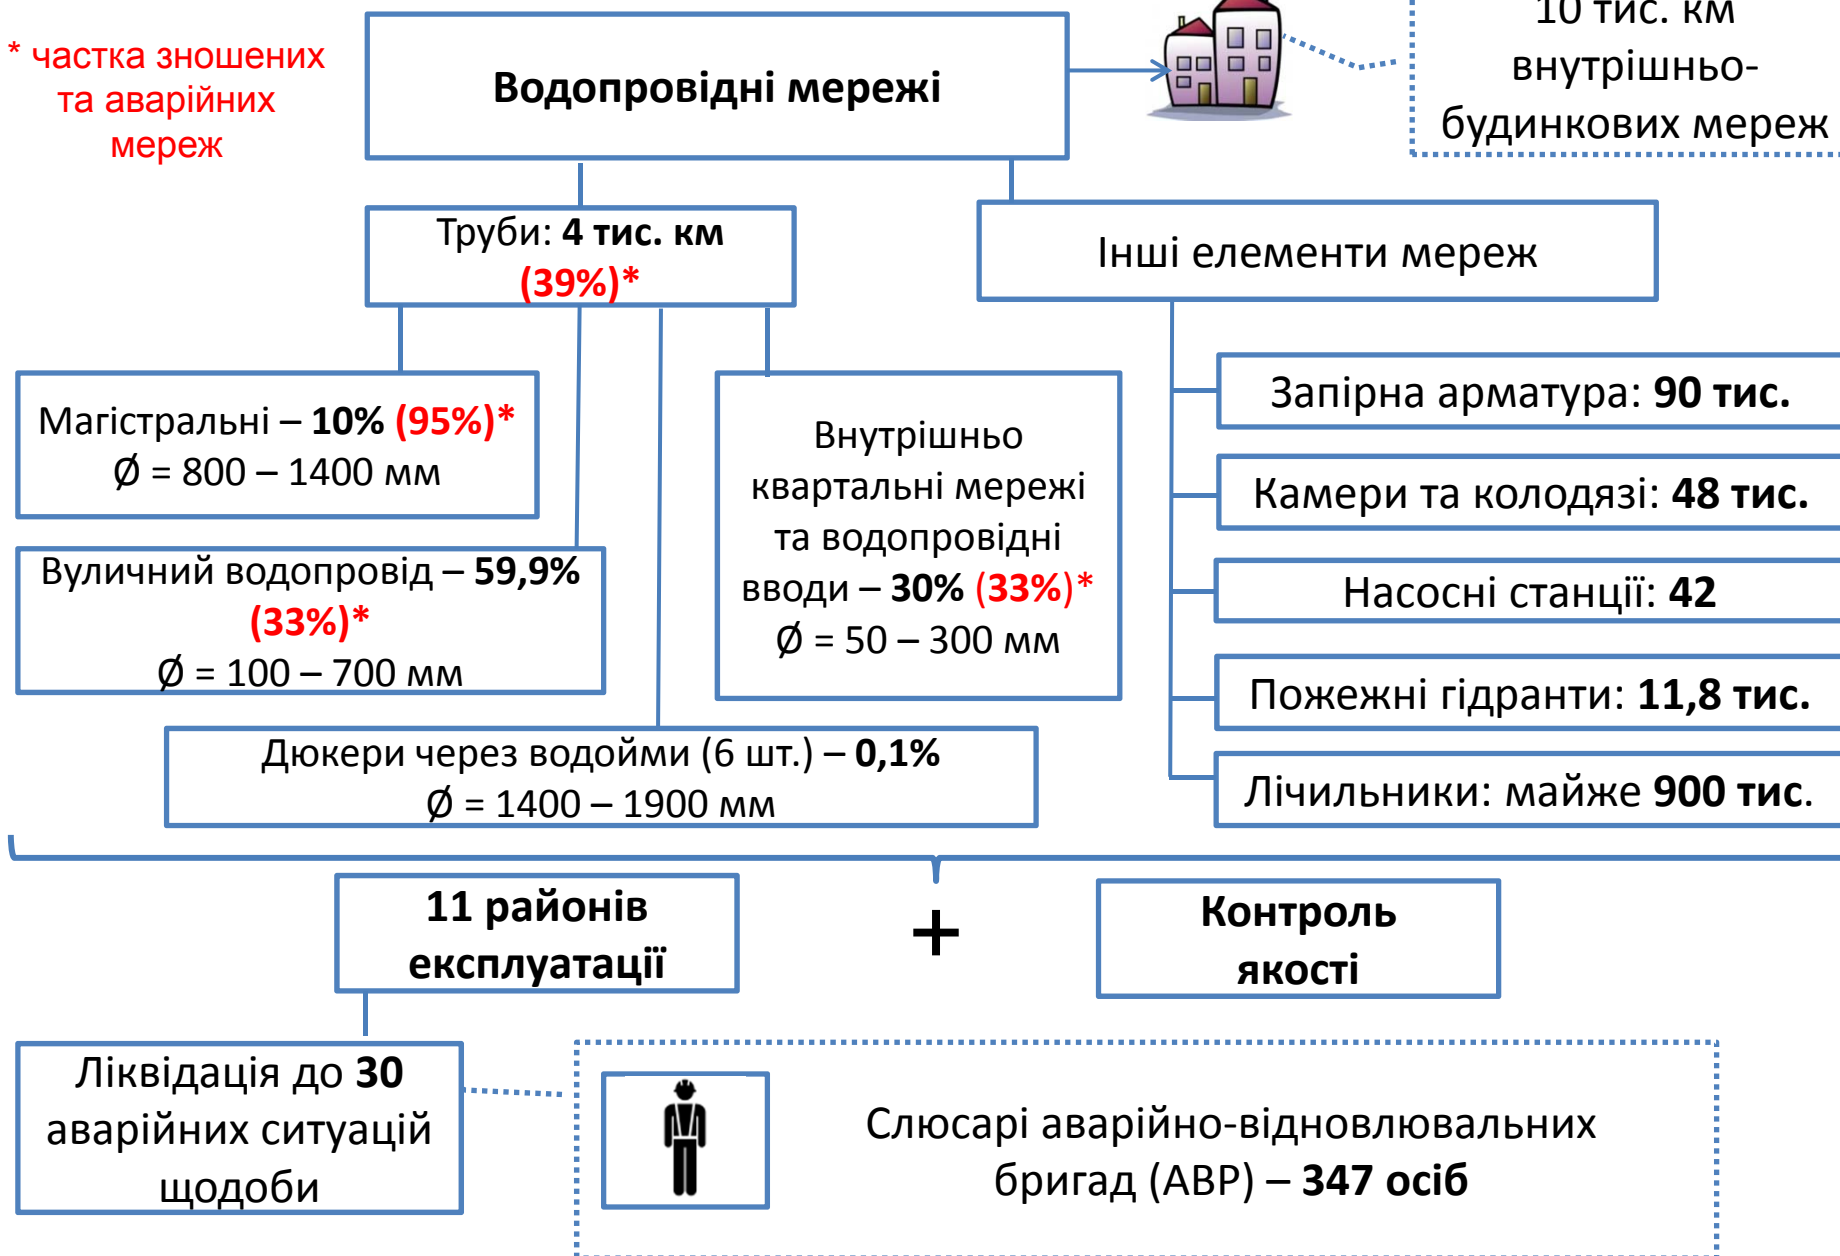 * частка зношених
та аварійних
мереж
Водопровідні мережі
10 тис. км
внутрішньо-
будинкових мереж
Труби: 4 тис. км
(39%)*
Інші елементи мереж
Магістральні – 10% (95%)*
Ø = 800 – 1400 мм
Вуличний водопровід – 59,9%
(33%)*
Ø = 100 – 700 мм
Внутрішньо
квартальні мережі
та водопровідні
вводи – 30% (33%)*
Ø = 50 – 300 мм
Дюкери через водойми (6 шт.) – 0,1%
Ø = 1400 – 1900 мм
Запірна арматура: 90 тис.
Камери та колодязі: 48 тис.
Насосні станції: 42
Пожежні гідранти: 11,8 тис.
Лічильники: майже 900 тис.
11 районів
експлуатації
+
Контроль
якості
Ліквідація до 30
аварійних ситуацій
щодоби
Слюсарі аварійно-відновлювальних
бригад (АВР) – 347 осіб